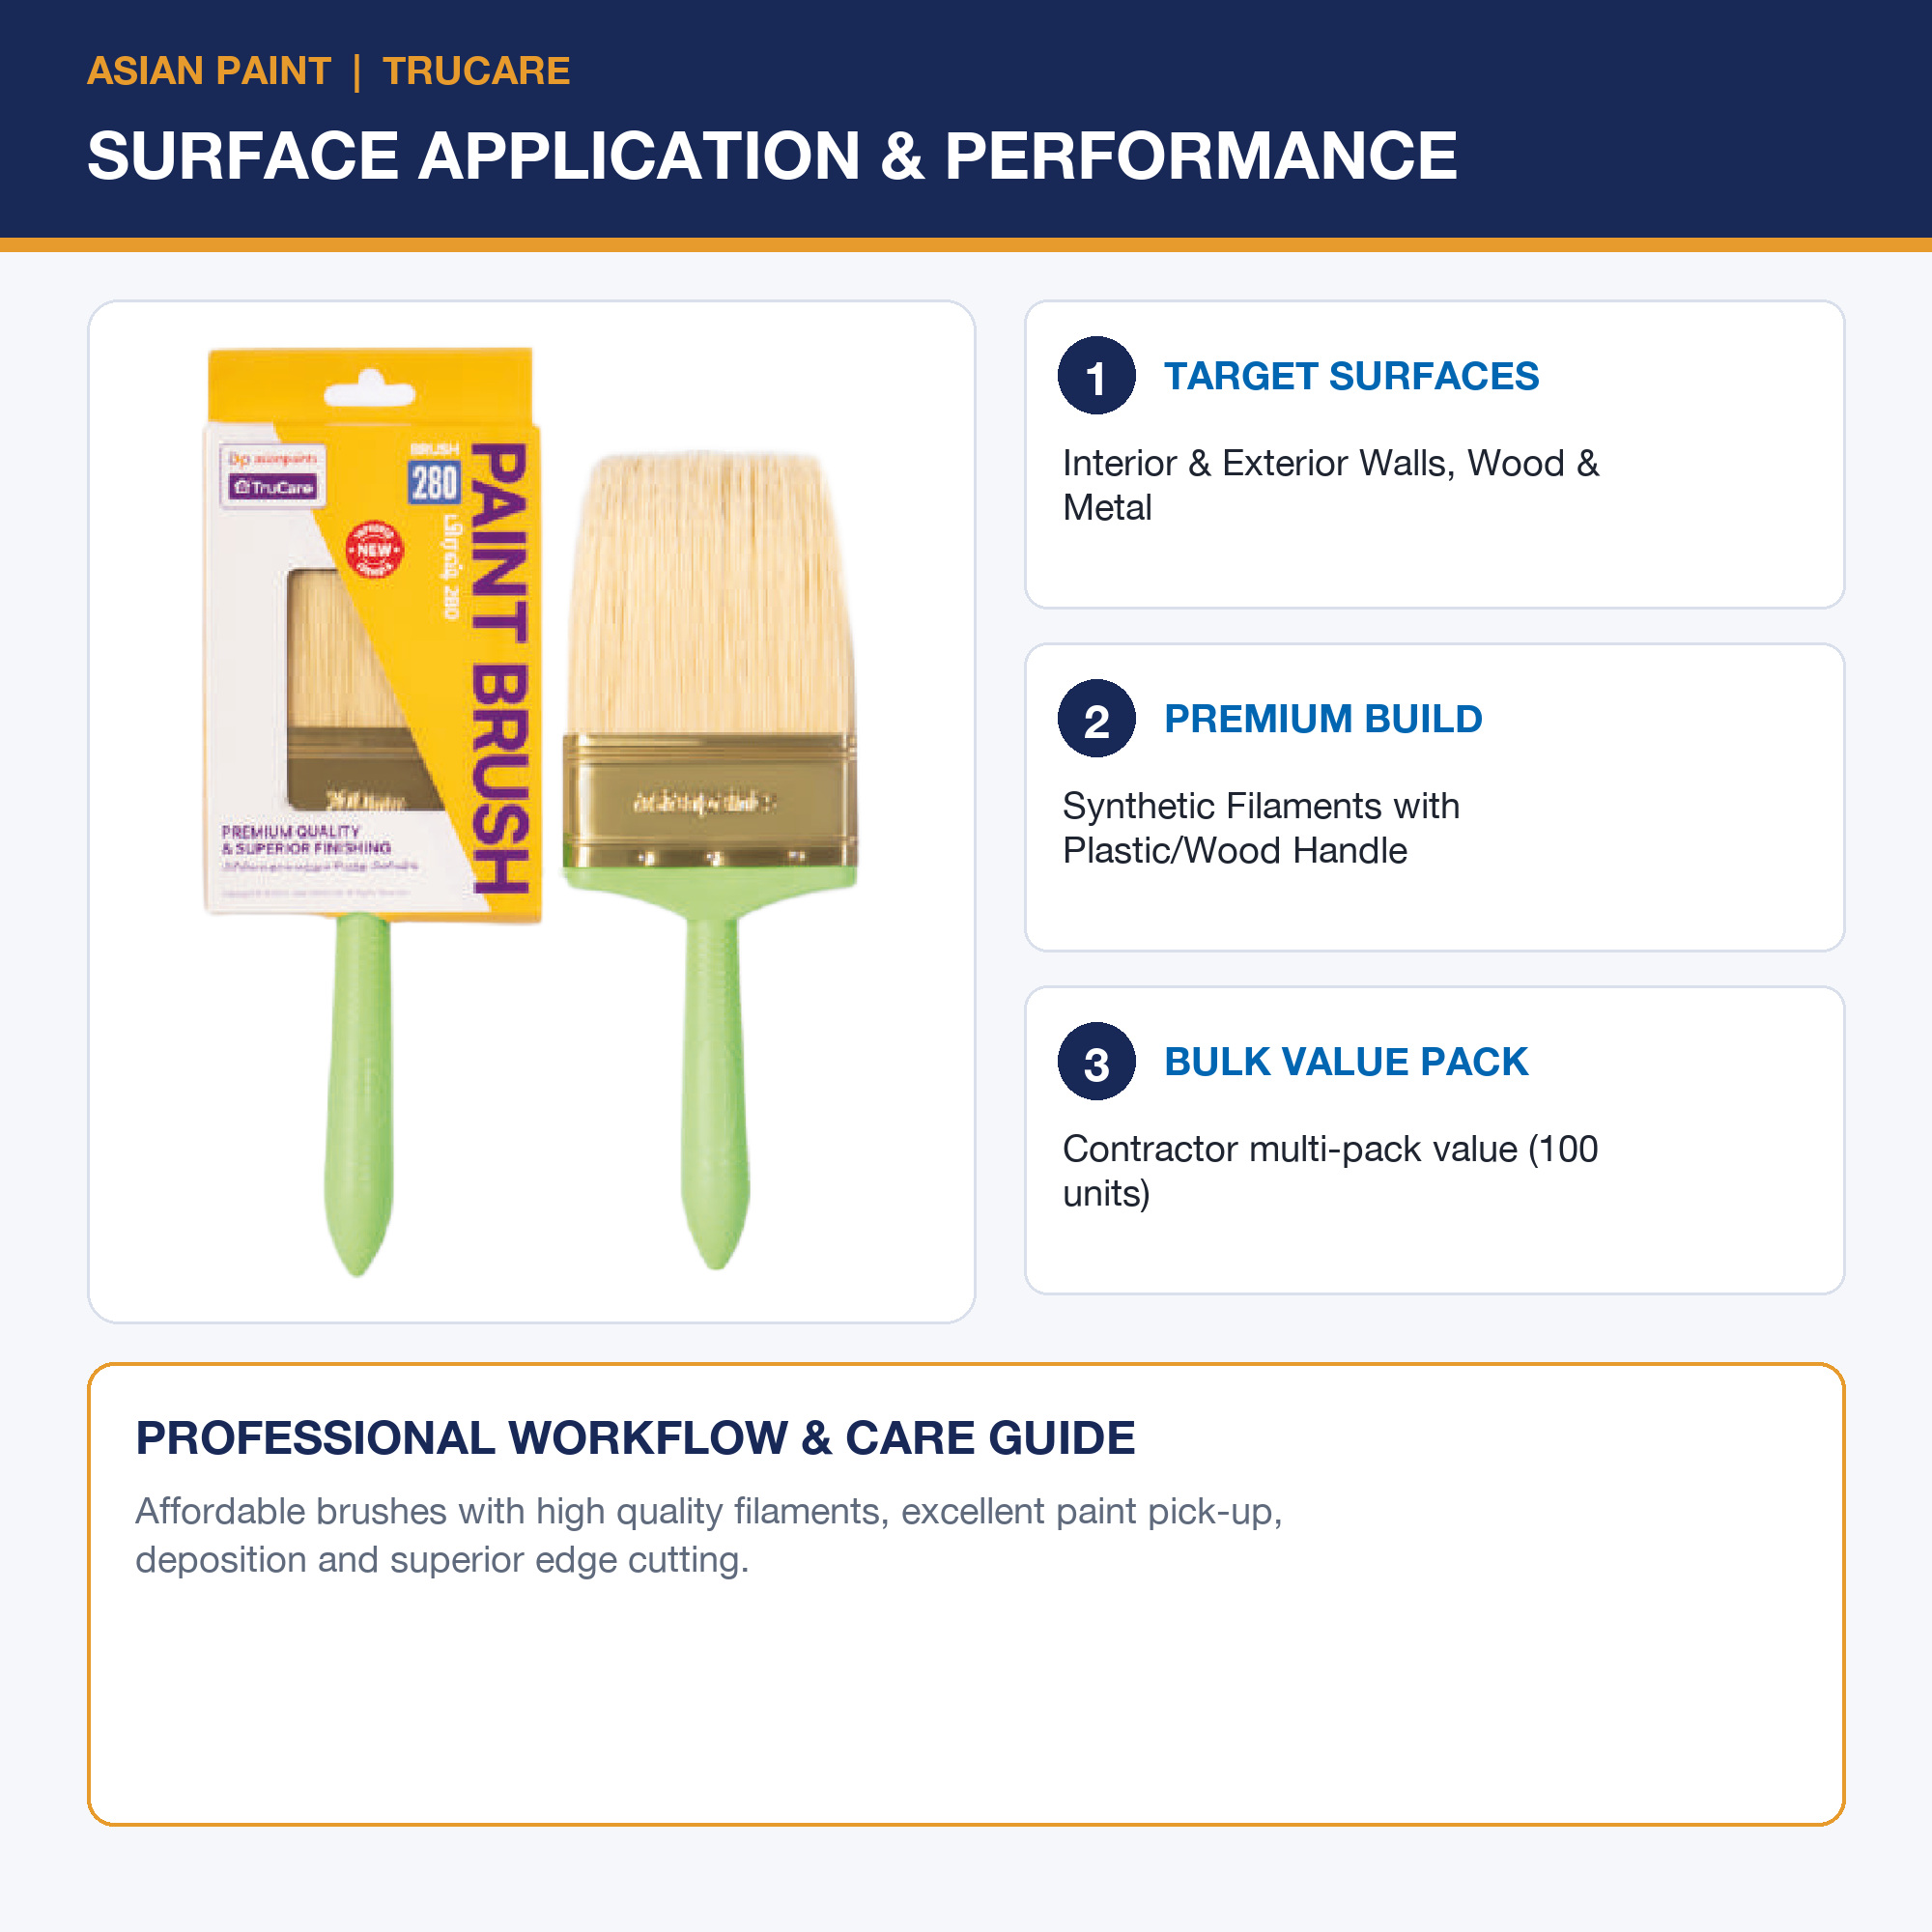 ASIAN PAINT | TRUCARE
SURFACE APPLICATION & PERFORMANCE
asianpaints
TruCare
BRUSH
280
PAINT BRUSH
NEW
PREMIUM QUALITY
& SUPERIOR FINISHING
1 TARGET SURFACES
Interior & Exterior Walls, Wood &
Metal
2 PREMIUM BUILD
Synthetic Filaments with
Plastic/Wood Handle
3 BULK VALUE PACK
Contractor multi-pack value (100
units)
PROFESSIONAL WORKFLOW & CARE GUIDE
Affordable brushes with high quality filaments, excellent paint pick-up,
deposition and superior edge cutting.